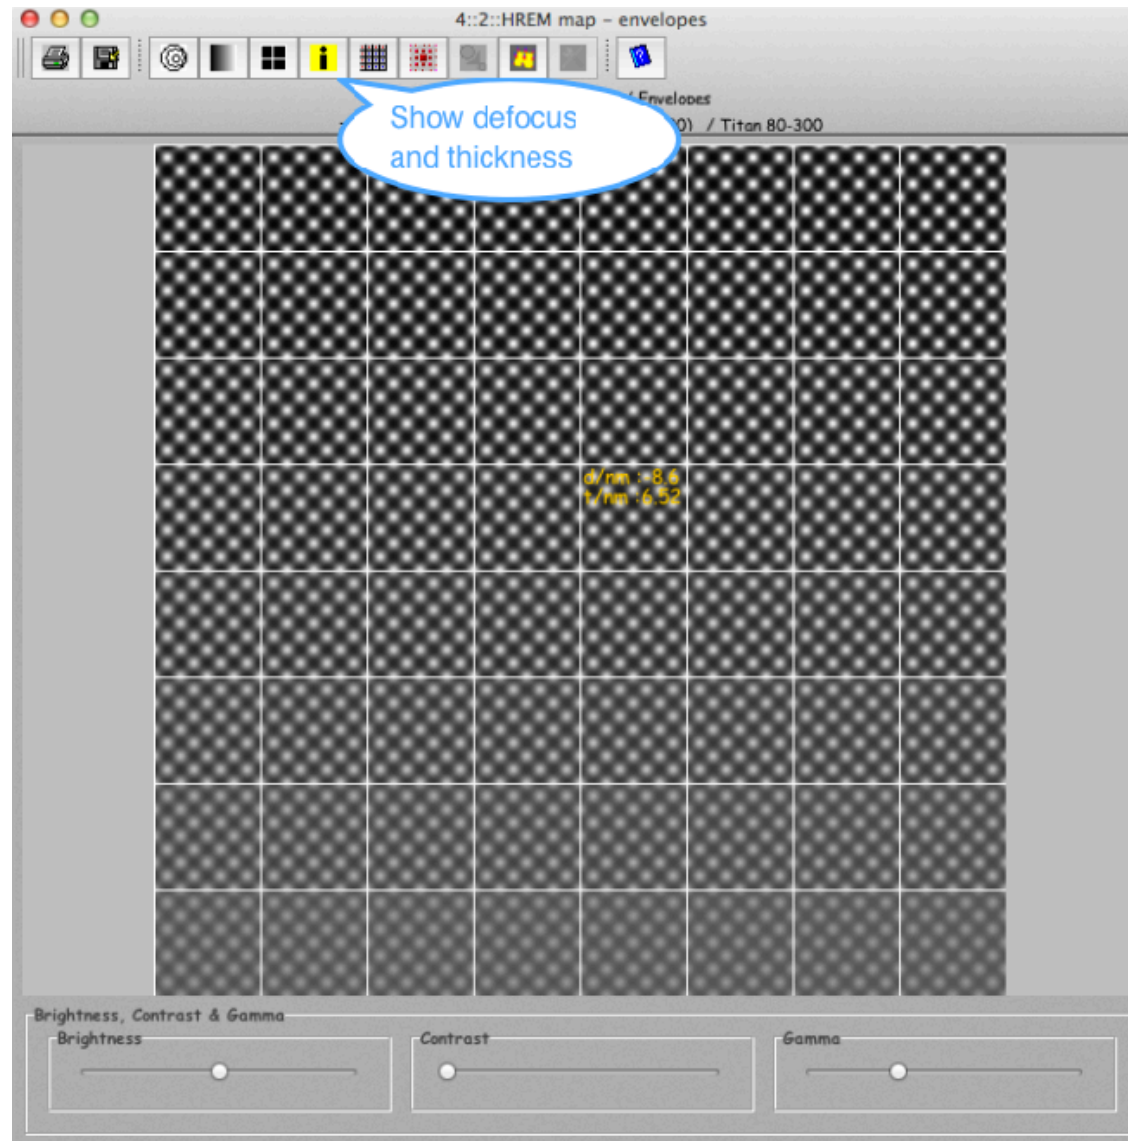 4::2::HREM map - envelopes
i
?
/ Envelopes
Show defocus
and thickness
0) / Titan 80-300
d/nm :-8.6
t/nm :6.52
Brightness, Contrast & Gamma
Brightness
Contrast
Gamma